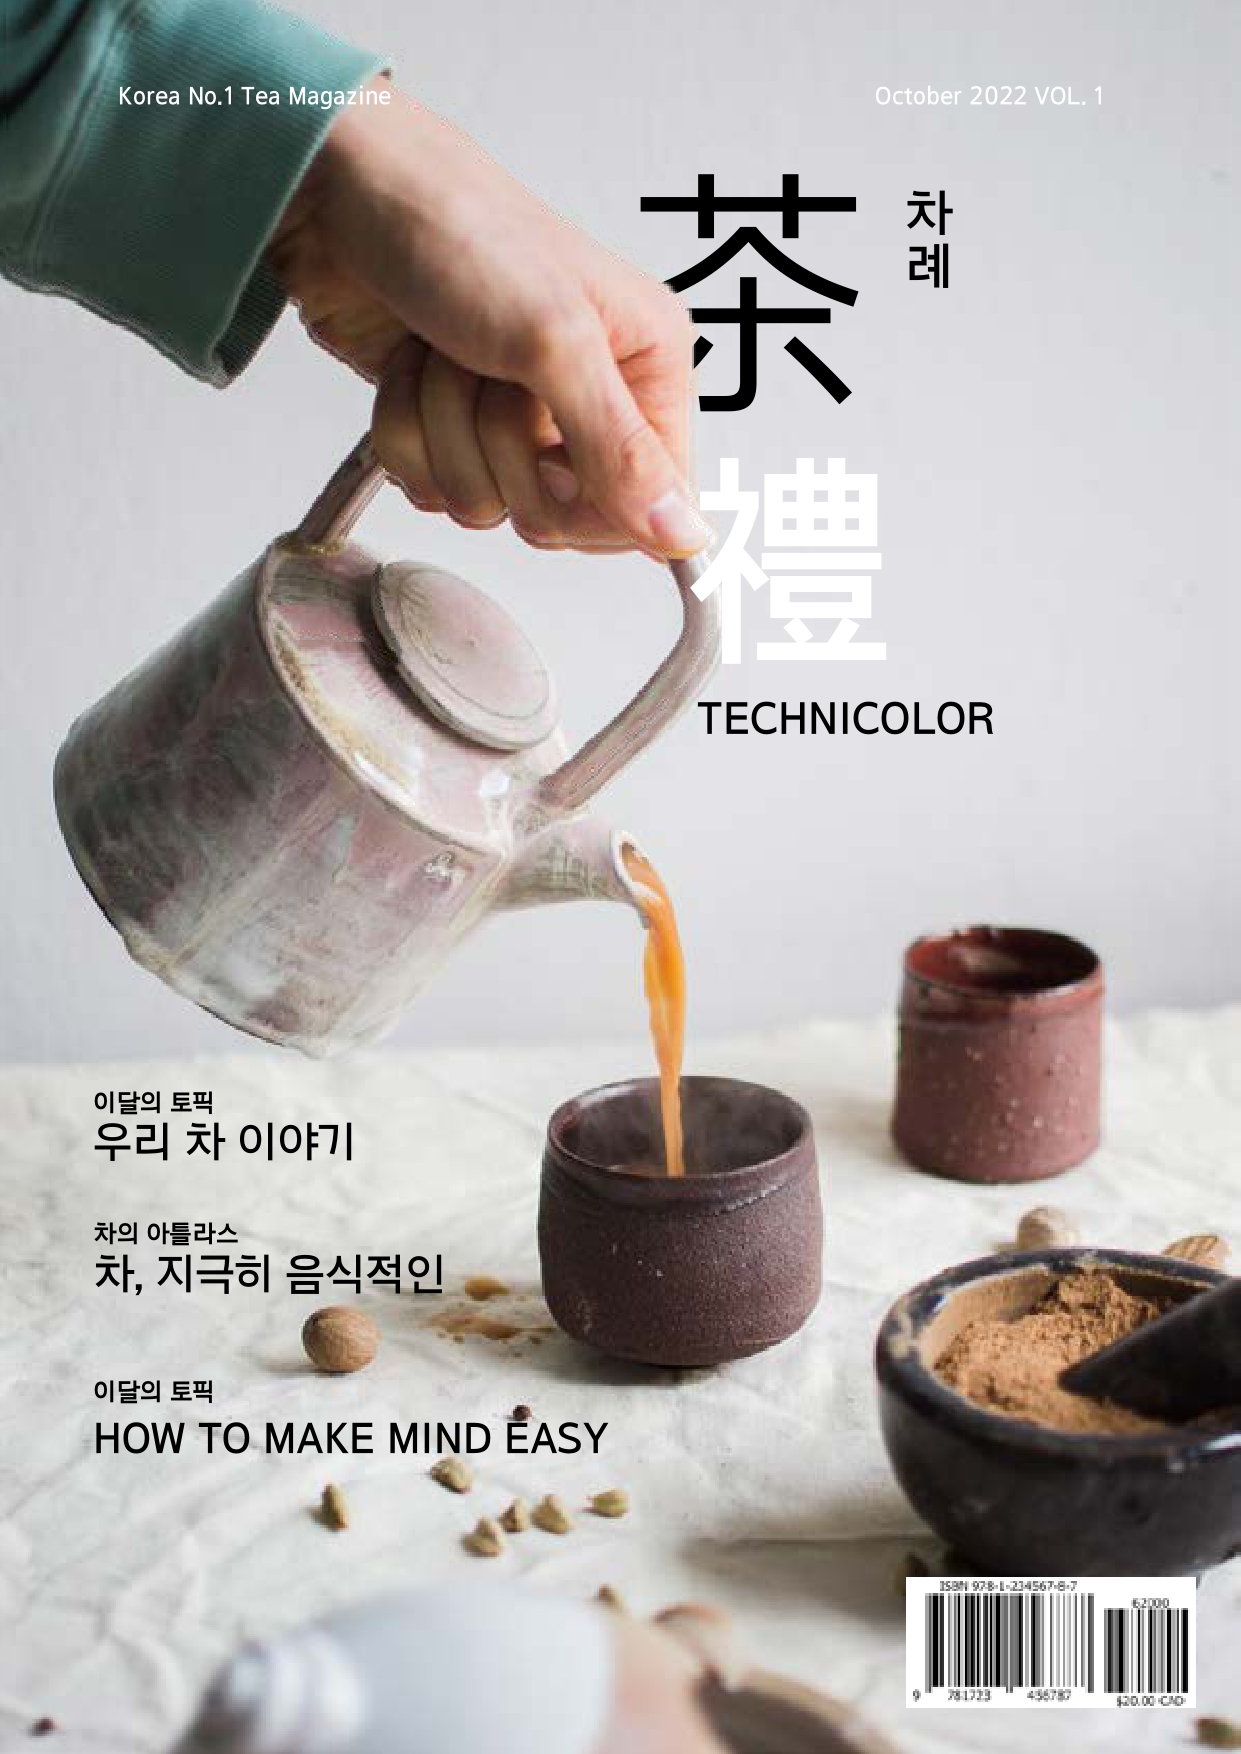 Korea No.1 Tea Magazine
October 2022 VOL. 1
茶
禮
차
례
TECHNICOLOR
이달의 토픽
우리 차 이야기
차의 아틀라스
차, 지극히 음식적인
이달의 토픽
HOW TO MAKE MIND EASY
ISBN 978-1-234567-8-7
62000
9 781723 456787
$20.00 CAD